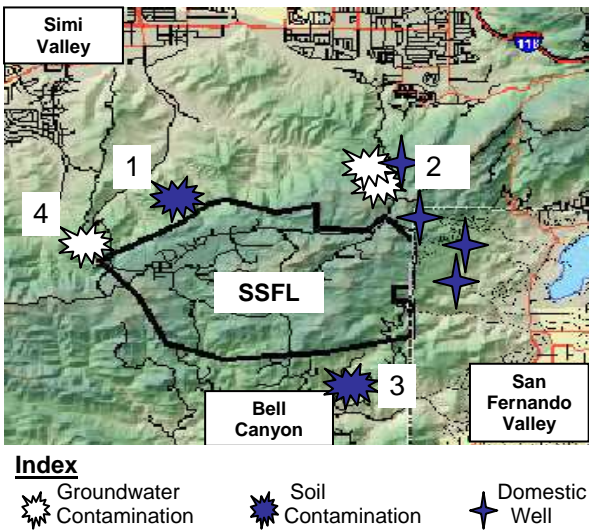 Simi
Valley
118
1
2
4
SSFL
3
Bell
Canyon
San
Fernando
Valley
Index
Groundwater
Contamination
Soil
Contamination
Domestic
Well